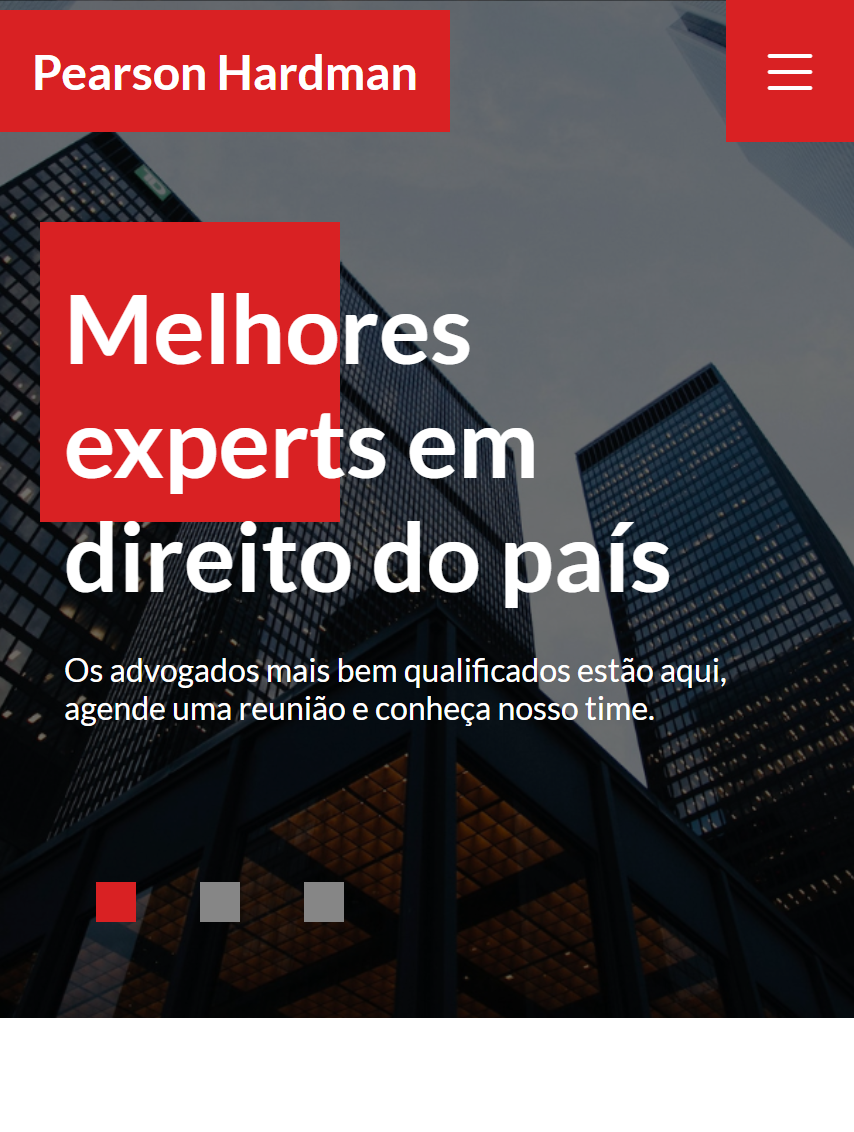 Pearson Hardman
Melhores
experts em
direito do país
Os advogados mais bem qualificados estão aqui,
agende uma reunião e conheça nosso time.